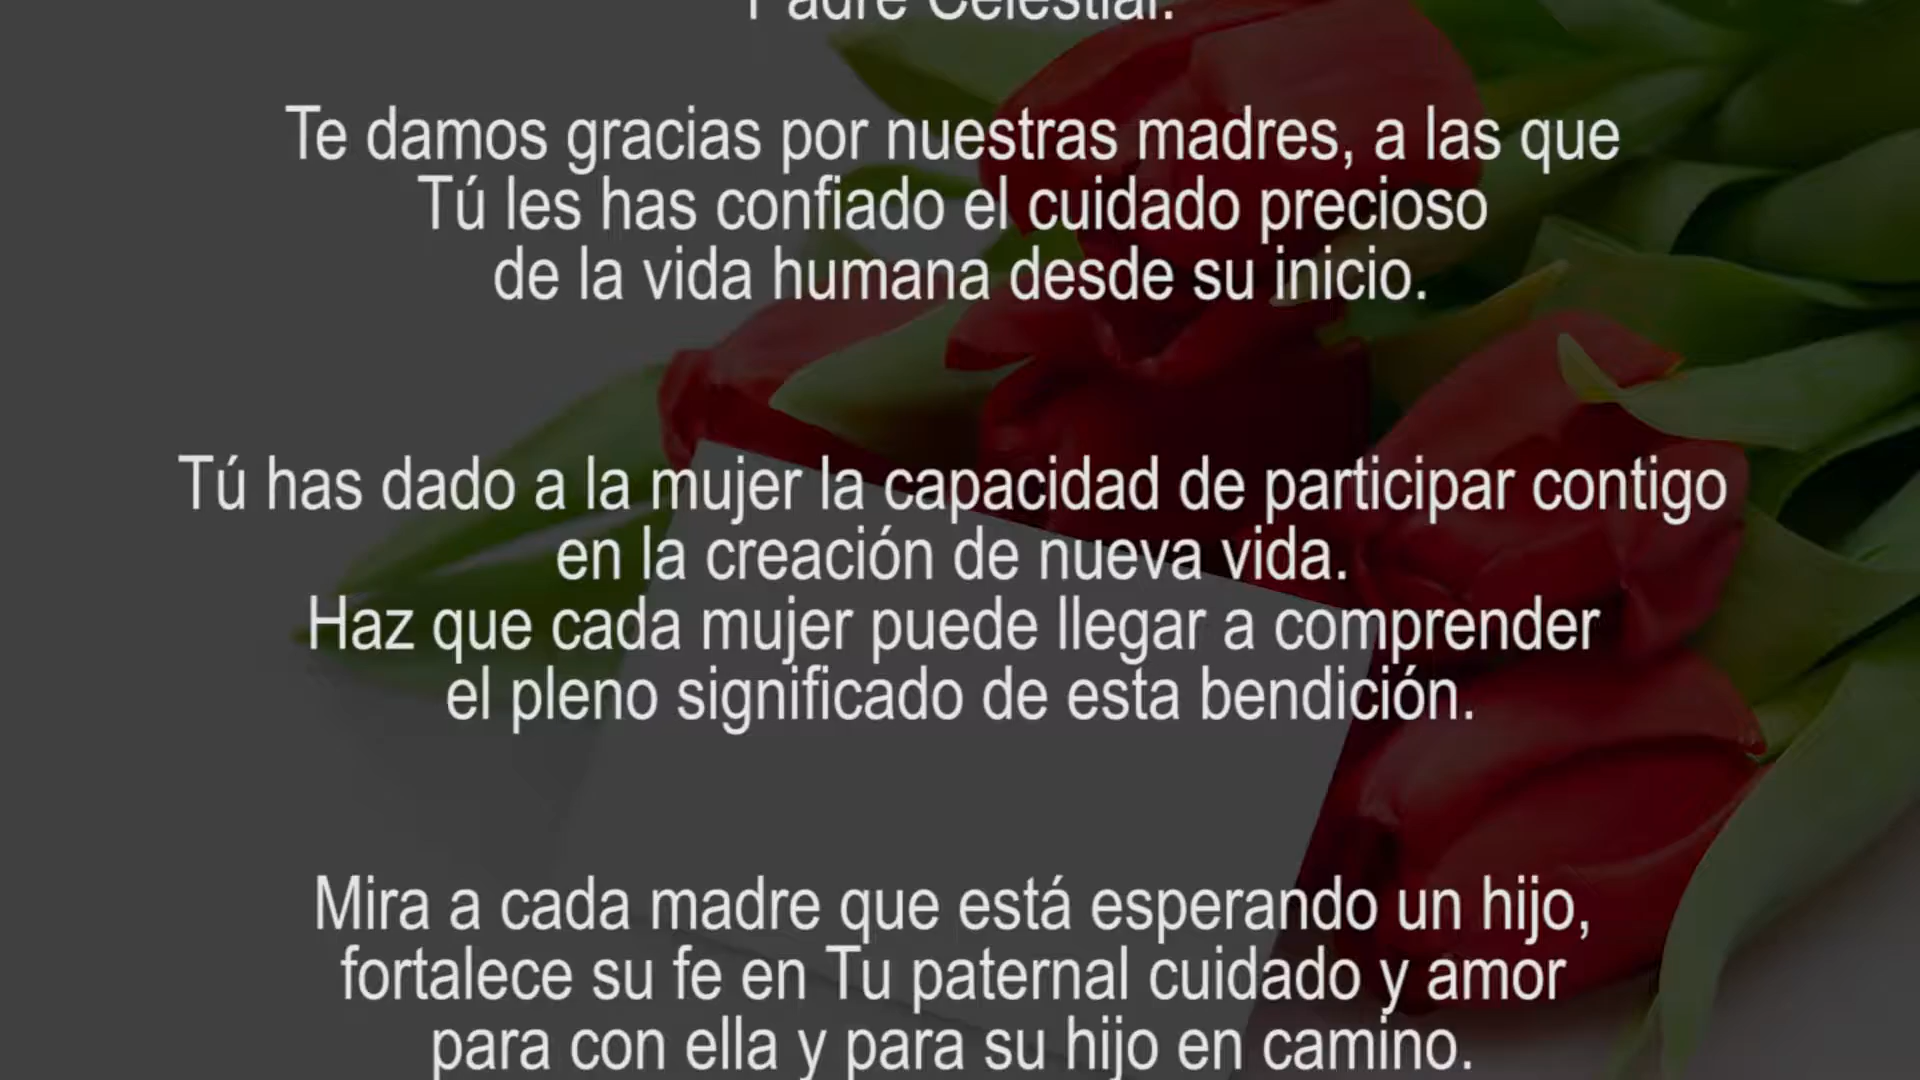 Padre Celestial:
Te damos gracias por nuestras madres, a las que
Tú les has confiado el cuidado precioso
de la vida humana desde su inicio.
Tú has dado a la mujer la capacidad de participar contigo
en la creación de nueva vida.
Haz que cada mujer puede llegar a comprender
el pleno significado de esta bendición.
Mira a cada madre que está esperando un hijo,
fortalece su fe en Tu paternal cuidado y amor
para con ella y para su hijo en camino.